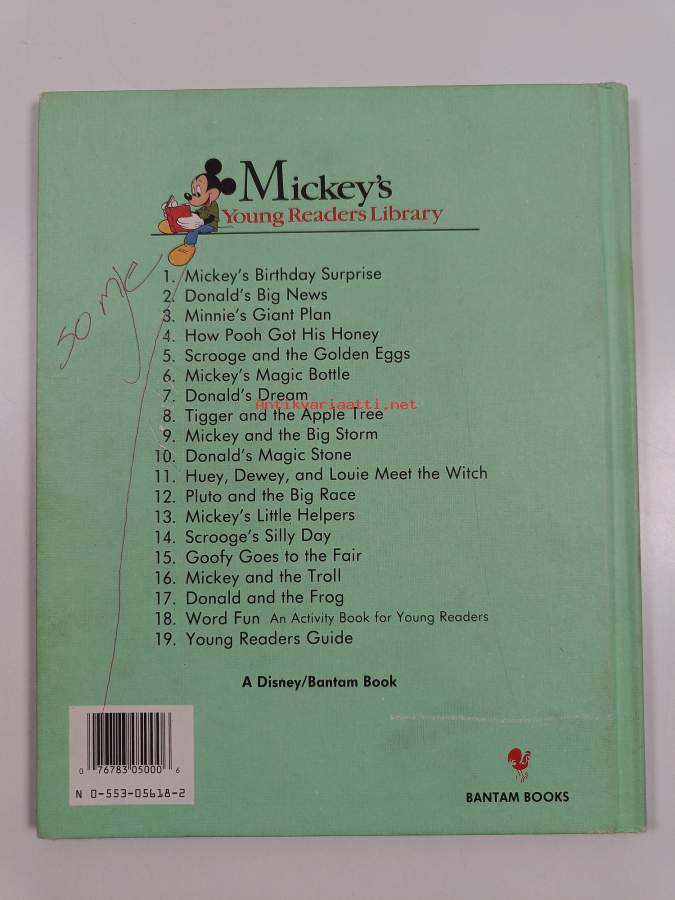 Mickey's
Young Readers Library
so me
1. Mickey's Birthday Surprise
2. Donald's Big News
3. Minnie's Giant Plan
4. How Pooh Got His Honey
5. Scrooge and the Golden Eggs
6. Mickey's Magic Bottle
7. Donald's Dream
Antikvariaatti.net
8. Tigger and the Apple Tree
9. Mickey and the Big Storm
10. Donald's Magic Stone
11. Huey, Dewey, and Louie Meet the Witch
12. Pluto and the Big Race
13. Mickey's Little Helpers
14. Scrooge's Silly Day
15. Goofy Goes to the Fair
16. Mickey and the Troll
17. Donald and the Frog
18. Word Fun An Activity Book for Young Readers
19. Young Readers Guide
A Disney/Bantam Book
0 76783 05000 6
N 0-553-05618-2
BANTAM BOOKS